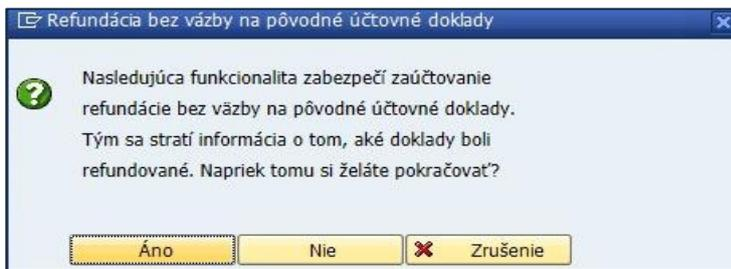 Refundácia bez väzby na pôvodné účtovné doklady
Nasledujúca funkcionalita zabezpečí zaúčtovanie
refundácie bez väzby na pôvodné účtovné doklady.
Tým sa stratí informácia o tom, aké doklady boli
refundované. Napriek tomu si želáte pokračovať?
Áno Nie Zrušenie